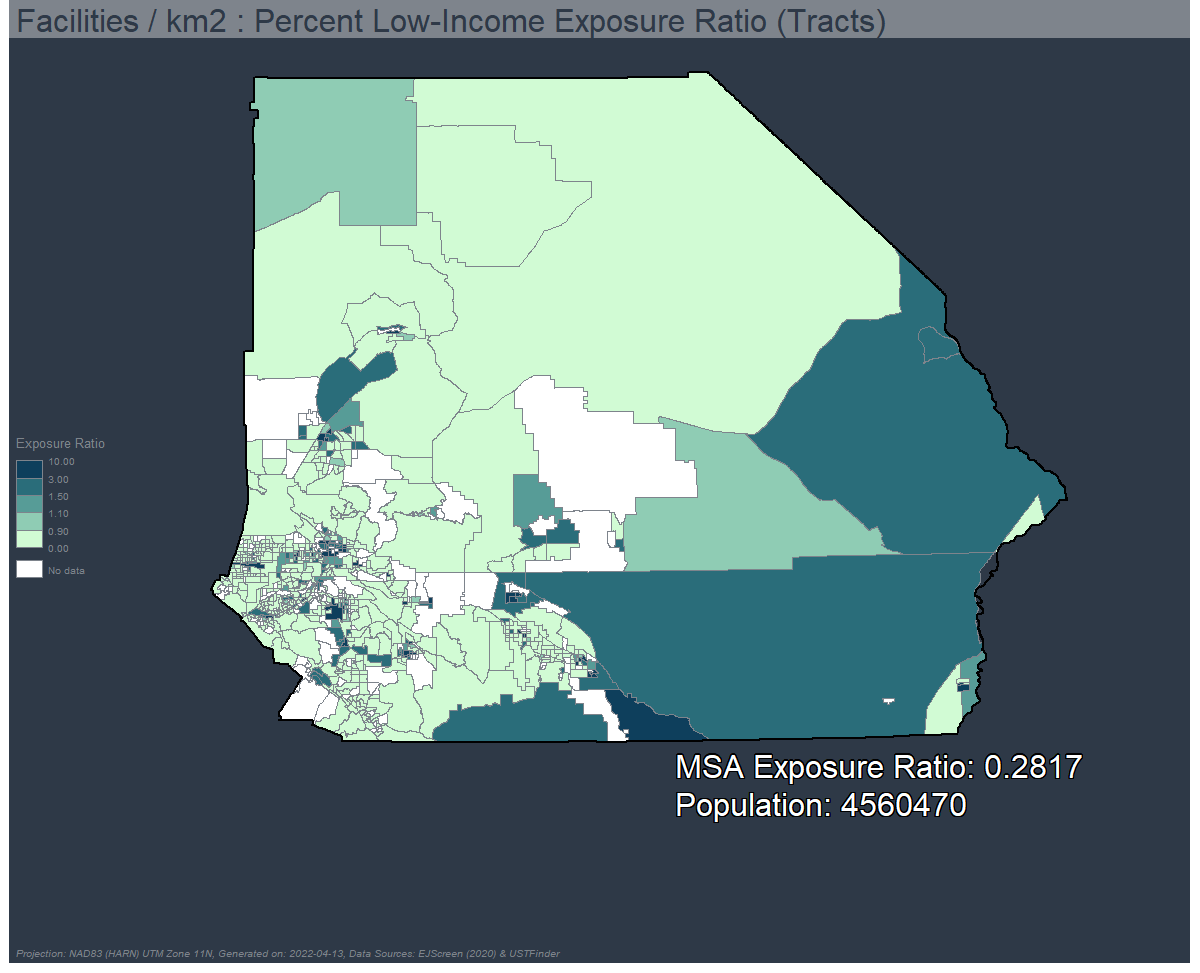 Facilities / km2 : Percent Low-Income Exposure Ratio (Tracts)
Exposure Ratio
10.00
3.00
1.50
1.10
0.90
0.00
No data
MSA Exposure Ratio: 0.2817
Population: 4560470
Projection: NAD83 (HARN) UTM Zone 11N, Generated on: 2022-04-13, Data Sources: EJScreen (2020) & USTFinder